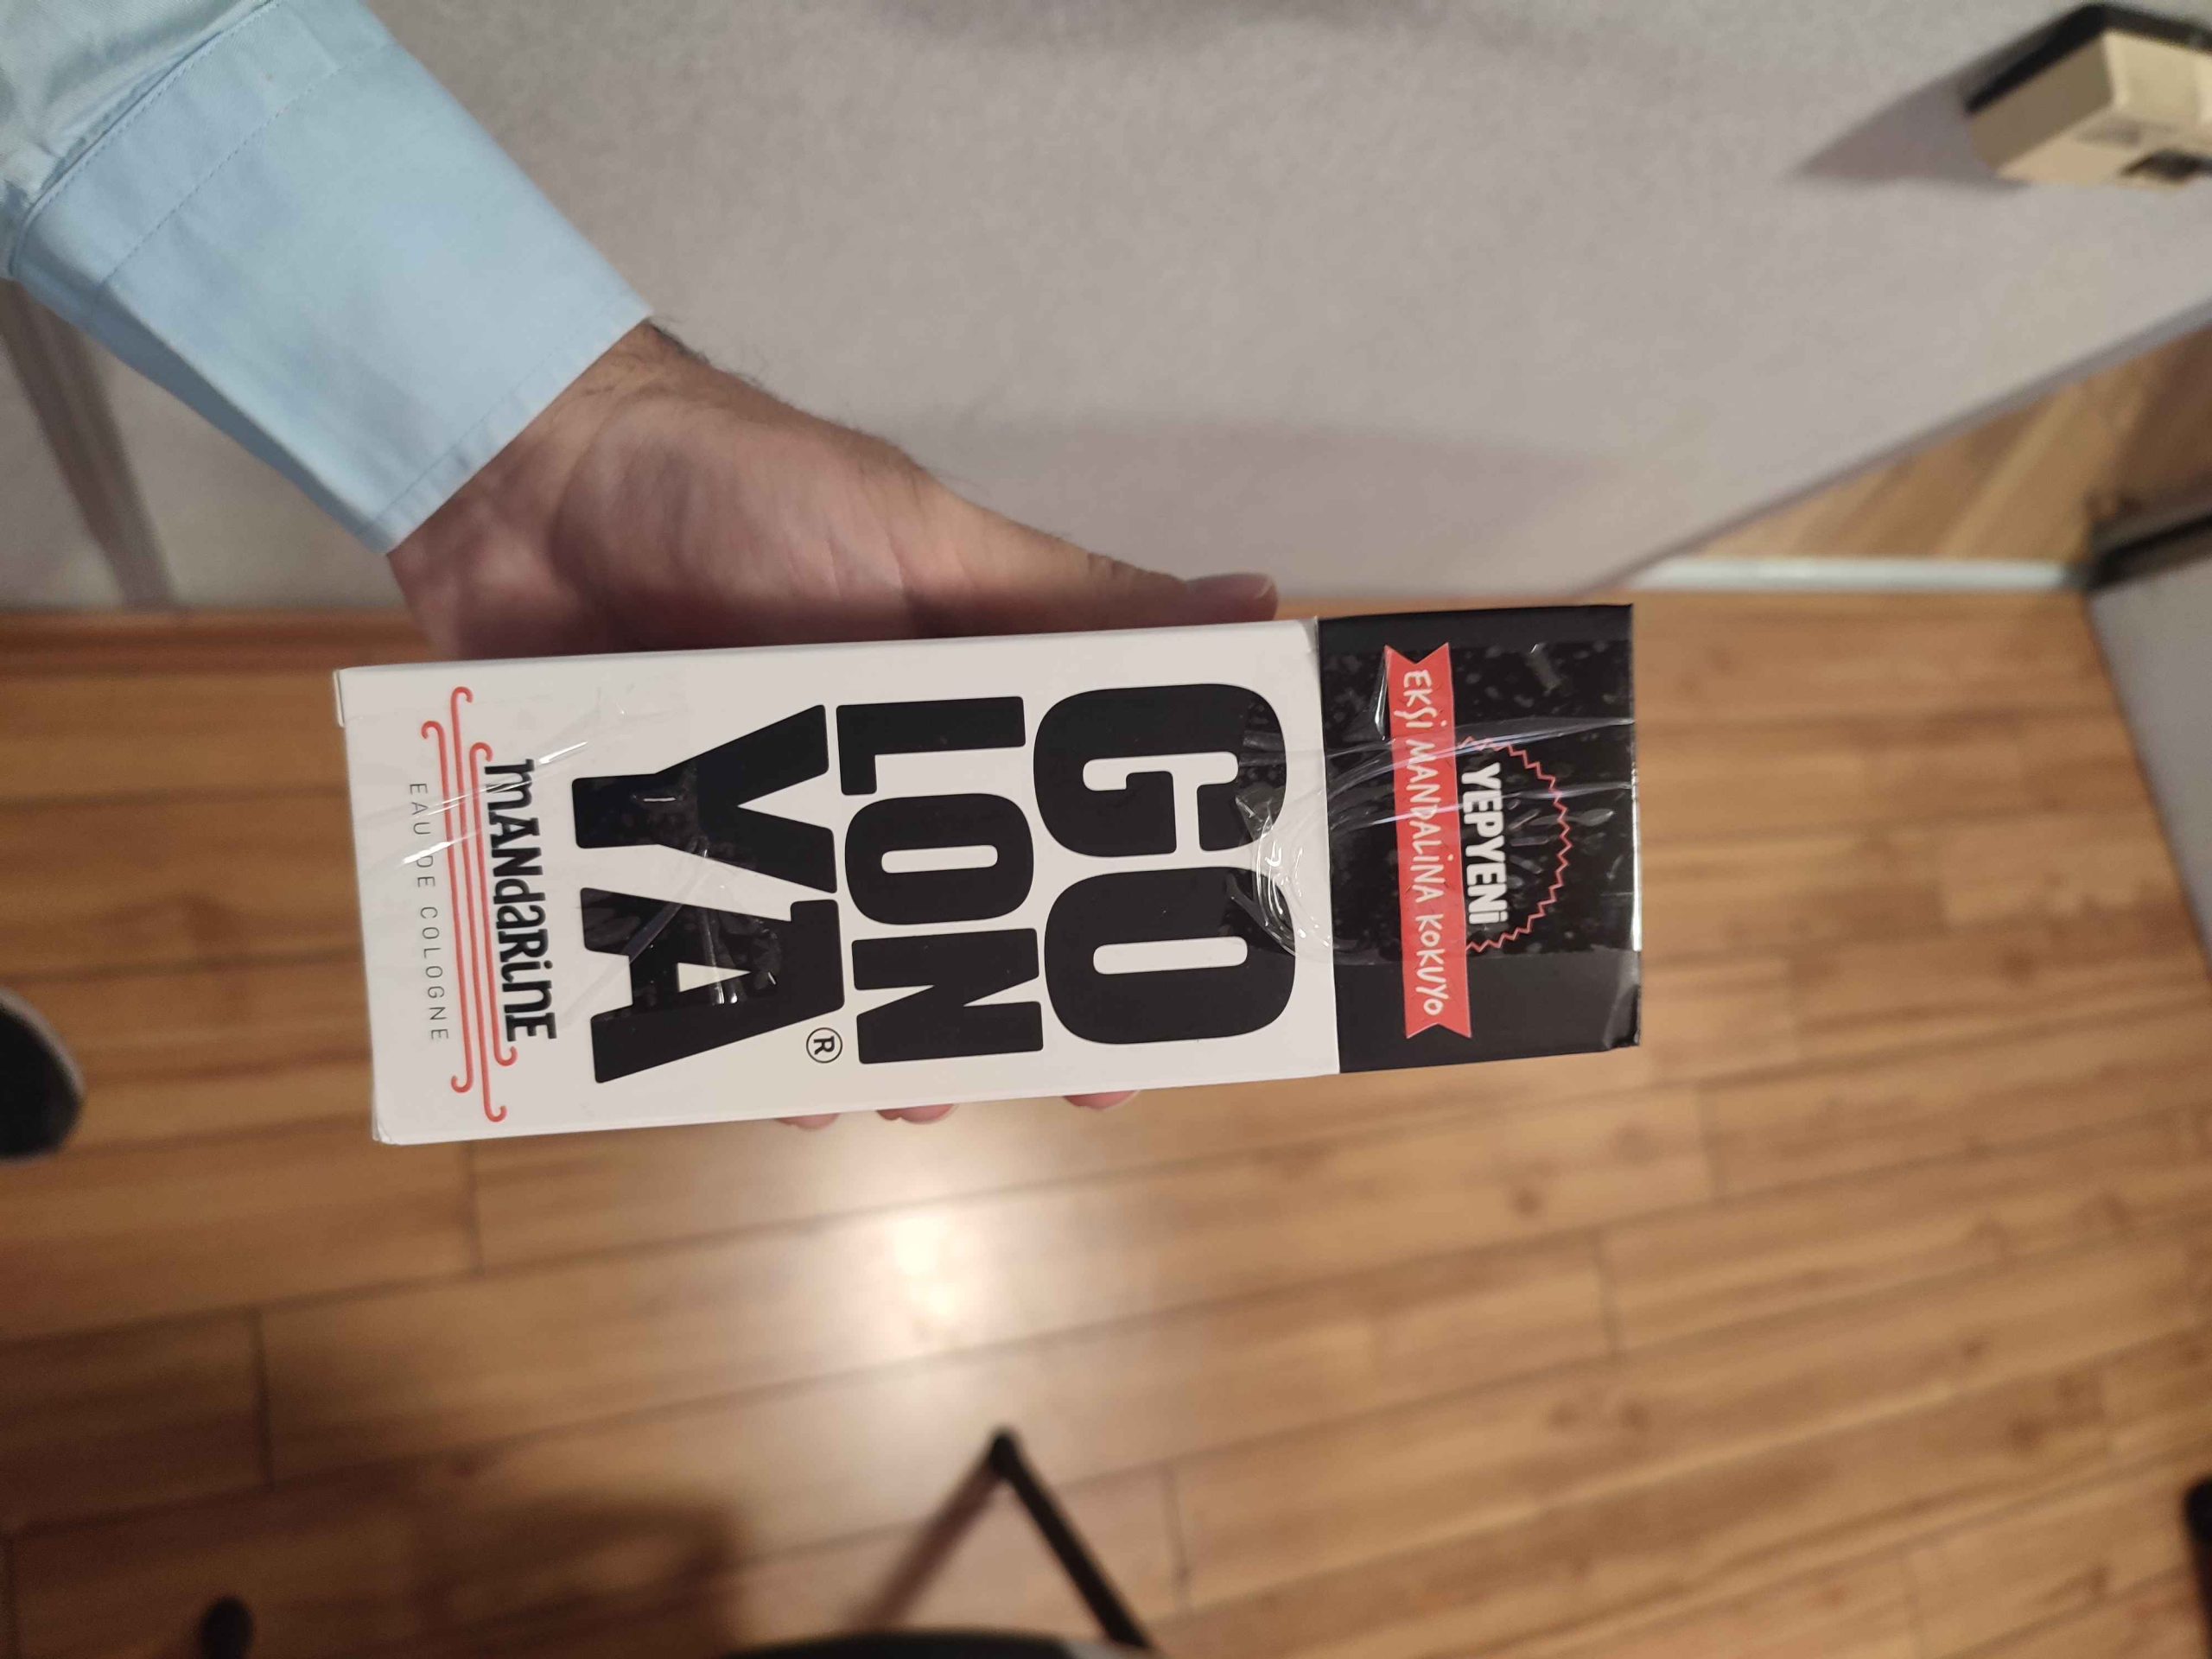 YEPYENİ
EKŞİ MANDALİNA KOKUYO
GO
LON
YA®
mANdaRinE
EAU DE COLOGNE